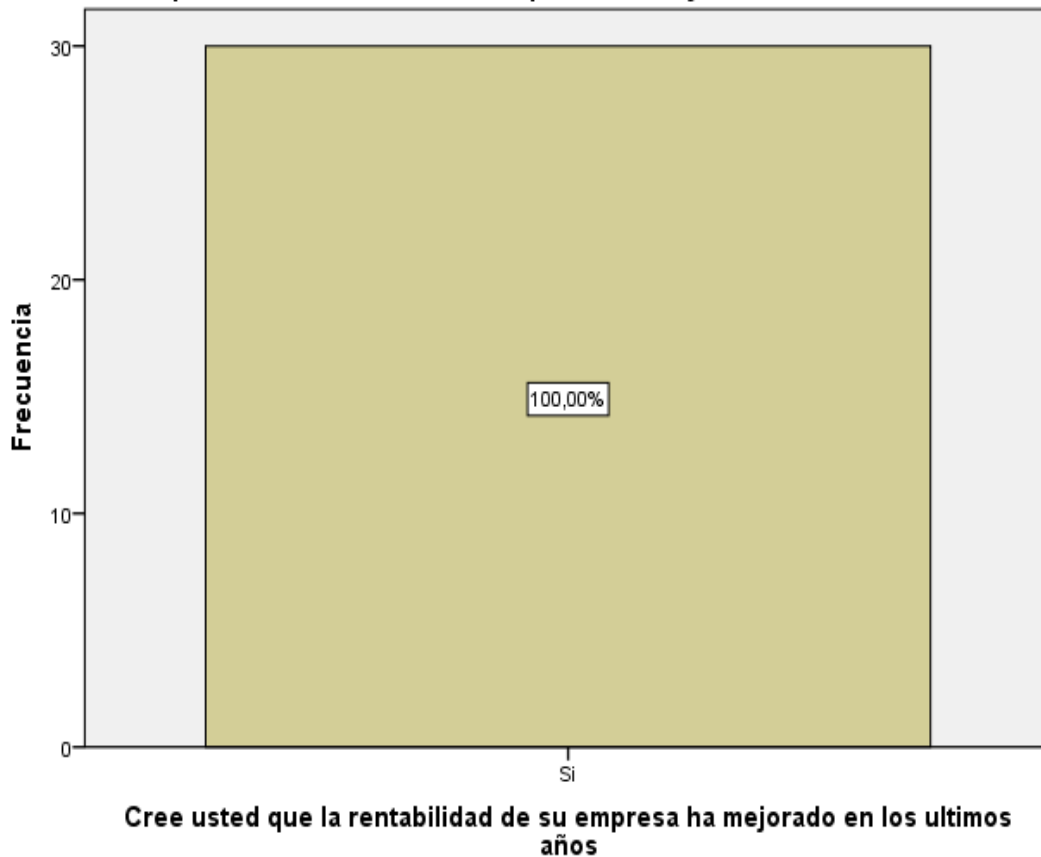 30
20
10
0
Frecuencia
100,00%
Si
Cree usted que la rentabilidad de su empresa ha mejorado en los ultimos
años